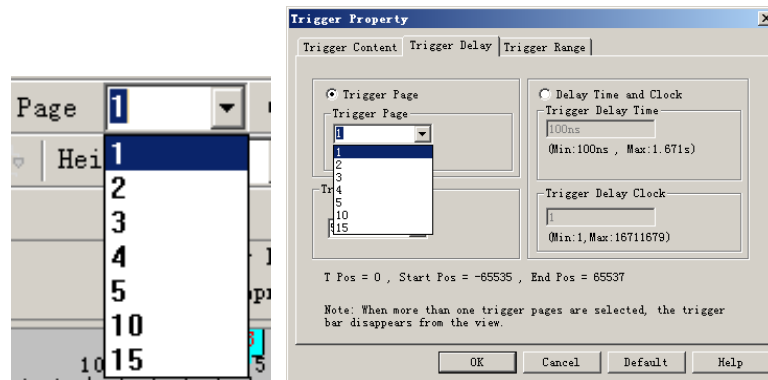 Page 1
Hei
1
2
3
4
5
10
15
10
5
Trigger Property
Trigger Content Trigger Delay Trigger Range
Trigger Page
Trigger Page
1
1
2
3
4
5
10
15
Delay Time and Clock
Trigger Delay Time
100ns
(Min:100ns , Max:1.671s)
Trigger Delay Clock
1
(Min:1,Max:16711679)
T Pos = 0 , Start Pos = -65535 , End Pos = 65537
Note: When more than one trigger pages are selected, the trigger
bar disappears from the view.
OK Cancel Default Help